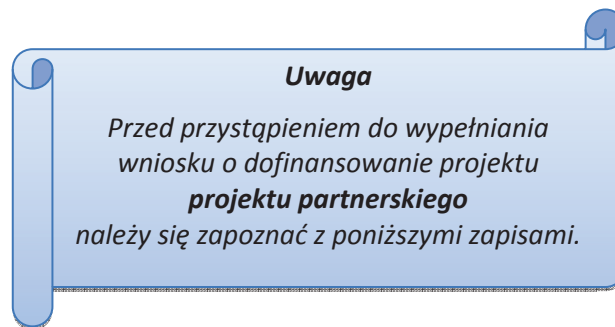 Uwaga
Przed przystąpieniem do wypełniania
wniosku o dofinansowanie projektu
projektu partnerskiego
należy się zapoznać z poniższymi zapisami.